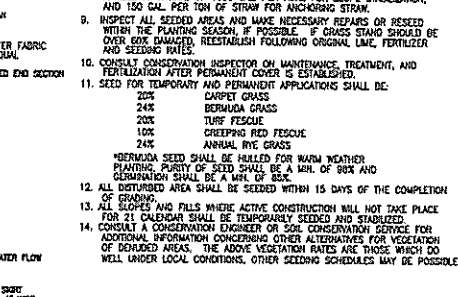 AND 150 GAL. PER TON OF STRAW FOR ANCHORING STRAW.
9. INSPECT ALL SEEDED AREAS AND MAKE NECESSARY REPAIRS OR RESEED
WITHIN THE PLANTING SEASON, IF POSSIBLE. IF GRASS STAND SHOULD BE
OVER 60% DAMAGED, REESTABLISH FOLLOWING ORIGINAL LIME, FERTILIZER
AND SEEDING RATES.
10. CONSULT CONSERVATION INSPECTOR ON MAINTENANCE, TREATMENT, AND
FERTILIZATION AFTER PERMANENT COVER IS ESTABLISHED.
11. SEED FOR TEMPORARY AND PERMANENT APPLICATIONS SHALL BE:
20% CARPET GRASS
24% BERMUDA GRASS
20% TURF FESCUE
10% CREEPING RED FESCUE
24% ANNUAL RYE GRASS
*BERMUDA SEED SHALL BE HULLED FOR WARM WEATHER
PLANTING. PURITY OF SEED SHALL BE A MIN. OF 98% AND
GERMINATION SHALL BE A MIN. OF 85%.
12. ALL DISTURBED AREA SHALL BE SEEDED WITHIN 15 DAYS OF THE COMPLETION
OF GRADING.
13. ALL SLOPES AND FILLS WHERE ACTIVE CONSTRUCTION WILL NOT TAKE PLACE
FOR 21 CALENDAR SHALL BE TEMPORARILY SEEDED AND STABILIZED.
14. CONSULT A CONSERVATION ENGINEER OR SOIL CONSERVATION SERVICE FOR
ADDITIONAL INFORMATION CONCERNING OTHER ALTERNATIVES FOR VEGETATION
OF DENUDED AREAS. THE ABOVE VEGETATION RATES ARE THOSE WHICH DO
WELL UNDER LOCAL CONDITIONS, OTHER SEEDING SCHEDULES MAY BE POSSIBLE
TER FABRIC
QUAL
ED END SECTION
ATER FLOW